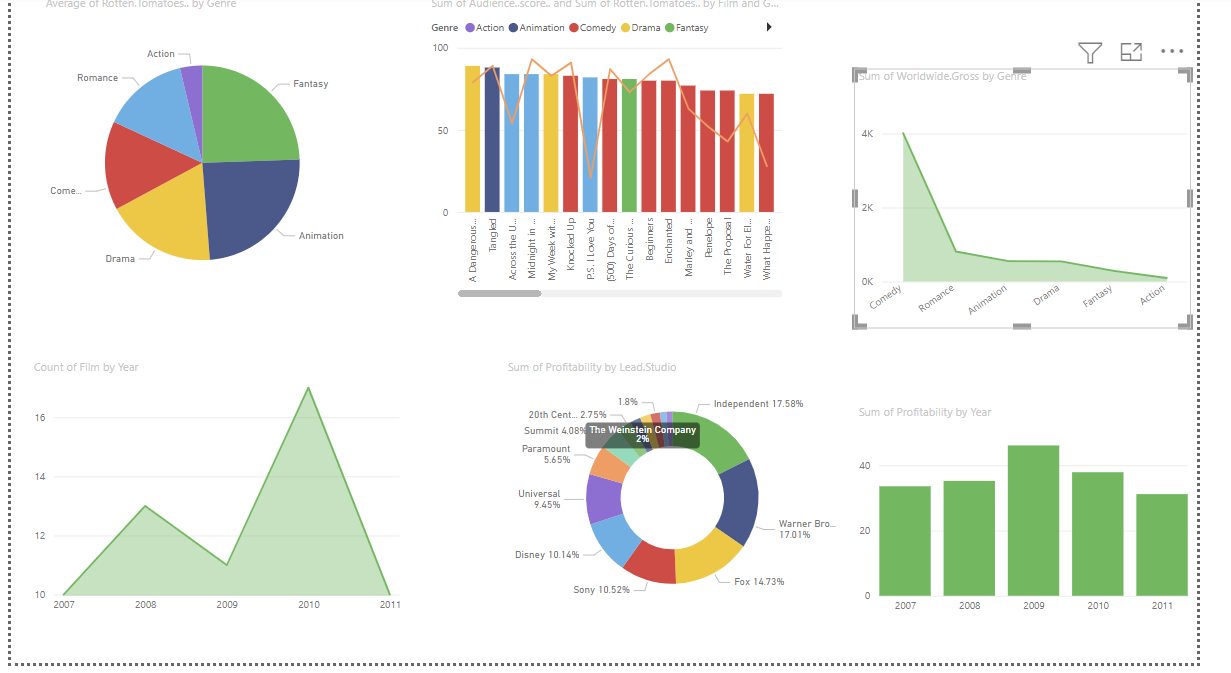 Average of Rotten.Tomatoes.. by Genre
Action
Romance
Fantasy
Come...
Drama
Animation
Sum of Audience..score.. and Sum of Rotten.Tomatoes.. by Film and G...
Genre Action Animation Comedy Drama Fantasy
100
50
0
A Dangerous...
Tangled
Across the U...
Midnight in ...
My Week wit...
Knocked Up
P.S. I Love You
(500) Days of...
The Curious ...
Beginners
Enchanted
Marley and ...
Penelope
The Proposal
Water For El...
What Happe...
Sum of Worldwide.Gross by Genre
4K
2K
0K
Comedy
Romance
Animation
Drama
Fantasy
Action
Count of Film by Year
16
14
12
10
2007 2008 2009 2010 2011
Sum of Profitability by Lead.Studio
1.8%
Independent 17.58%
20th Cent... 2.75%
Summit 4.08%
The Weinstein Company
2%
Paramount
5.65%
Universal
9.45%
Warner Bro...
17.01%
Disney 10.14%
Fox 14.73%
Sony 10.52%
Sum of Profitability by Year
40
20
0
2007 2008 2009 2010 2011